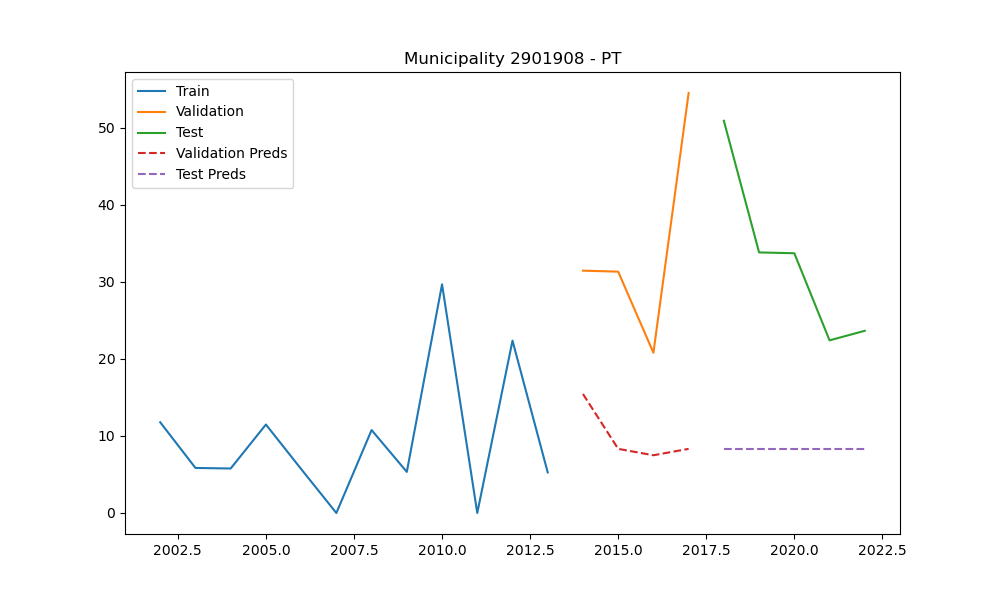 Municipality 2901908 - PT
Train
Validation
Test
Validation Preds
Test Preds
50
40
30
20
10
0
2002.5 2005.0 2007.5 2010.0 2012.5 2015.0 2017.5 2020.0 2022.5